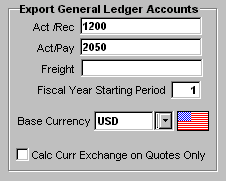 Export General Ledger Accounts
Act /Rec 1200
Act/Pay 2050
Freight
Fiscal Year Starting Period 1
Base Currency USD
Calc Curr Exchange on Quotes Only